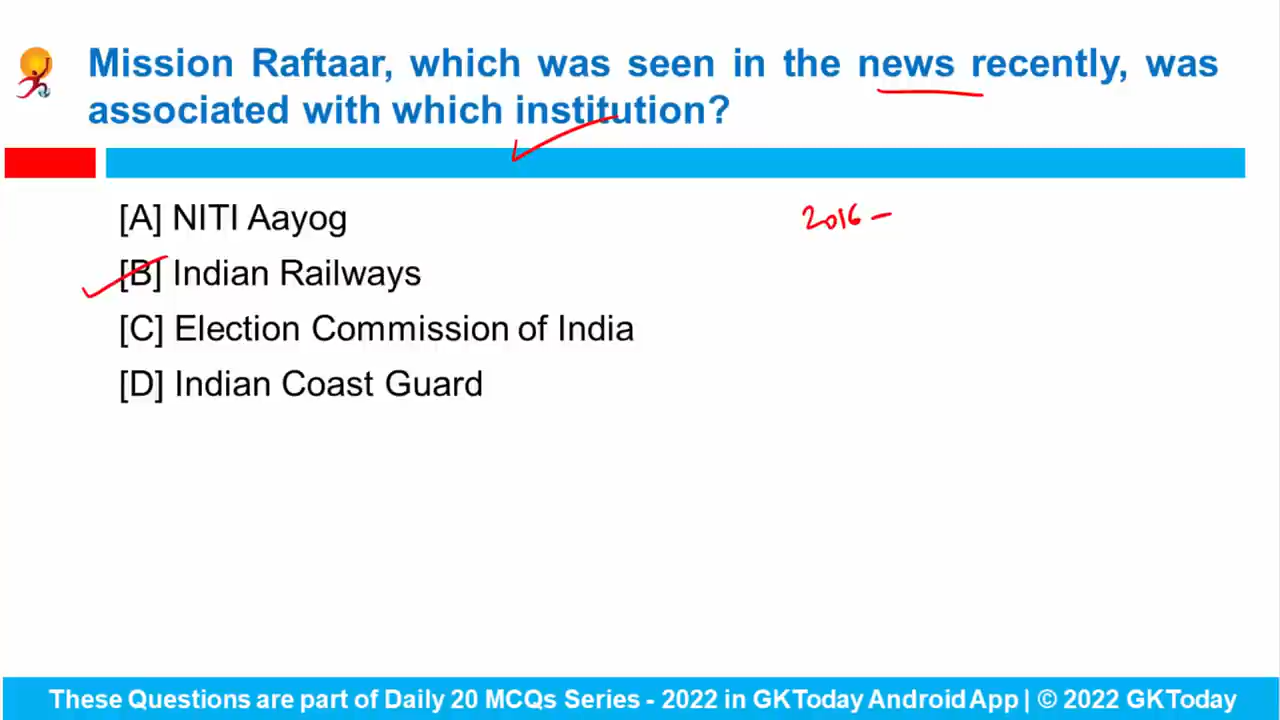 Mission Raftaar, which was seen in the news recently, was
associated with which institution?
[A] NITI Aayog
2016 -
[B] Indian Railways
[C] Election Commission of India
[D] Indian Coast Guard
These Questions are part of Daily 20 MCQs Series - 2022 in GKToday Android App | © 2022 GKToday